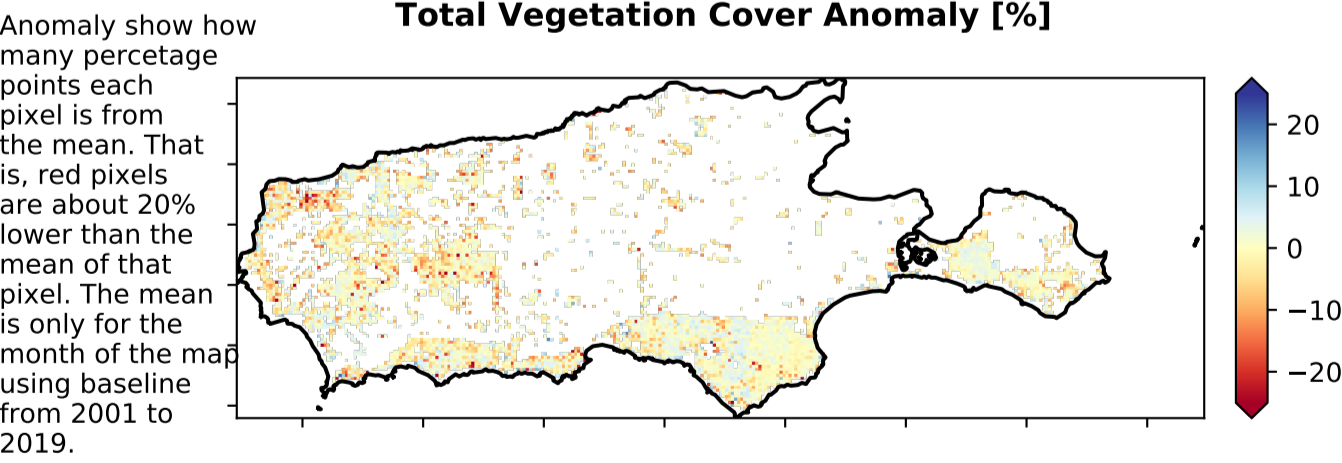 Total Vegetation Cover Anomaly [%]
Anomaly show how
many percetage
points each
pixel is from
the mean. That
is, red pixels
are about 20%
lower than the
mean of that
pixel. The mean
is only for the
month of the map
using baseline
from 2001 to
2019.
20
10
0
−10
−20